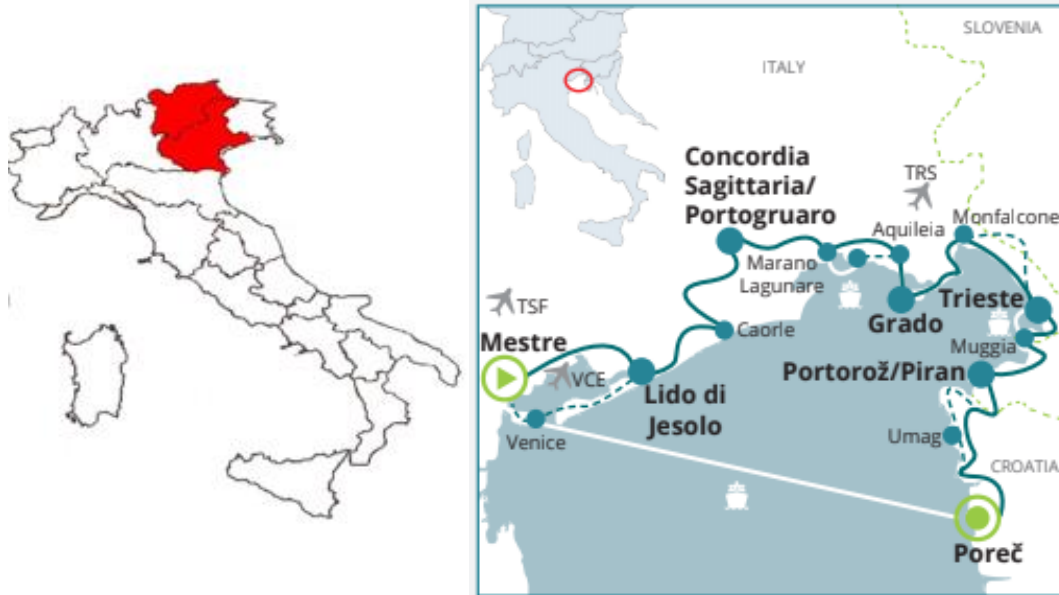 SLOVENIA
ITALY
Concordia
Sagittaria/
Portogruaro
TRS
Aquileia
Monfalcone
Marano
Lagunare
TSF
Grado
Trieste
Mestre
Caorle
Muggia
VCE
Portorož/Piran
Lido di
Jesolo
Venice
Umag
CROATIA
Poreč